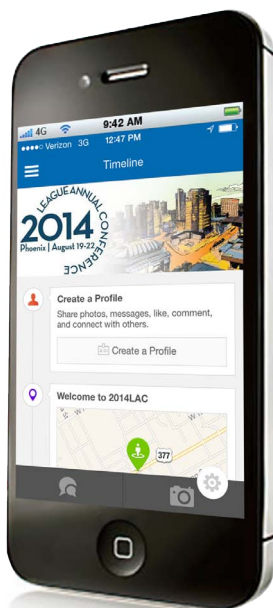 4G 9:42 AM
Verizon 3G 12:47 PM
Timeline
LEAGUE ANNUAL CONFERENCE
2014
Phoenix | August 19-22
Create a Profile
Share photos, messages, like, comment,
and connect with others.
Create a Profile
Welcome to 2014LAC
377